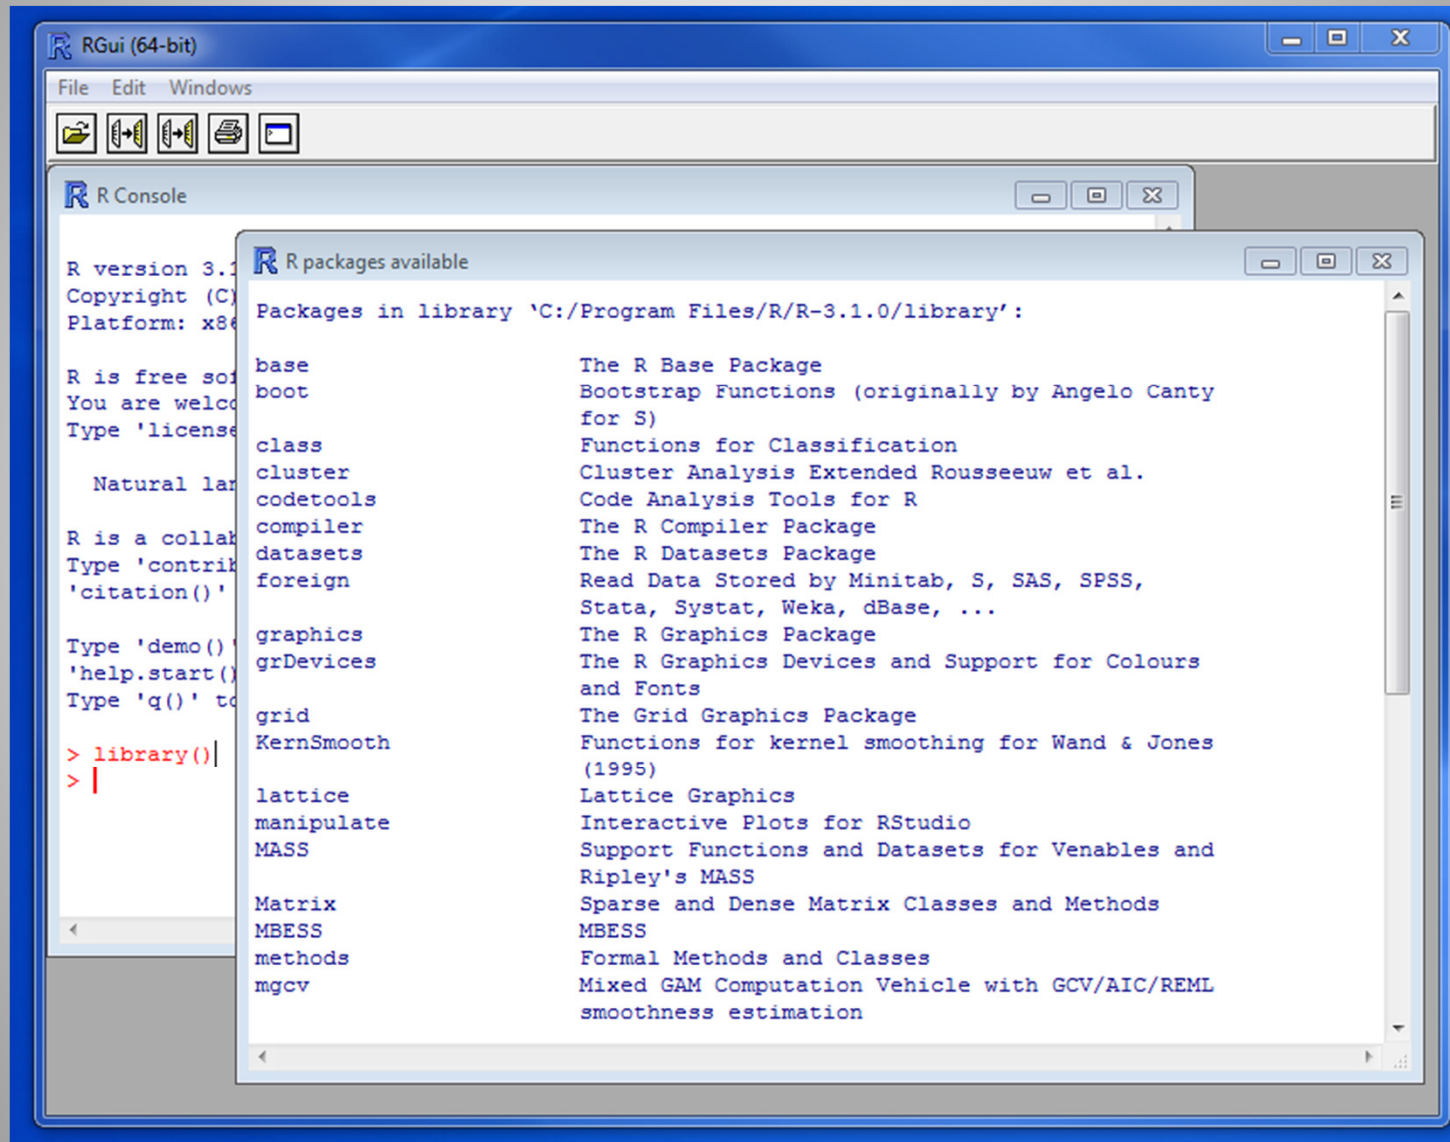 RGui (64-bit)
File Edit Windows
R Console
R version 3.1
Copyright (C)
Platform: x86
R is free sof
You are welco
Type 'license
Natural lan
R is a collab
Type 'contrib
'citation()'
Type 'demo()'
'help.start()
Type 'q()' to
> library()
>
R packages available
Packages in library ‘C:/Program Files/R/R-3.1.0/library’:
base The R Base Package
boot Bootstrap Functions (originally by Angelo Canty
for S)
class Functions for Classification
cluster Cluster Analysis Extended Rousseeuw et al.
codetools Code Analysis Tools for R
compiler The R Compiler Package
datasets The R Datasets Package
foreign Read Data Stored by Minitab, S, SAS, SPSS,
Stata, Systat, Weka, dBase, ...
graphics The R Graphics Package
grDevices The R Graphics Devices and Support for Colours
and Fonts
grid The Grid Graphics Package
KernSmooth Functions for kernel smoothing for Wand & Jones
(1995)
lattice Lattice Graphics
manipulate Interactive Plots for RStudio
MASS Support Functions and Datasets for Venables and
Ripley's MASS
Matrix Sparse and Dense Matrix Classes and Methods
MBESS MBESS
methods Formal Methods and Classes
mgcv Mixed GAM Computation Vehicle with GCV/AIC/REML
smoothness estimation